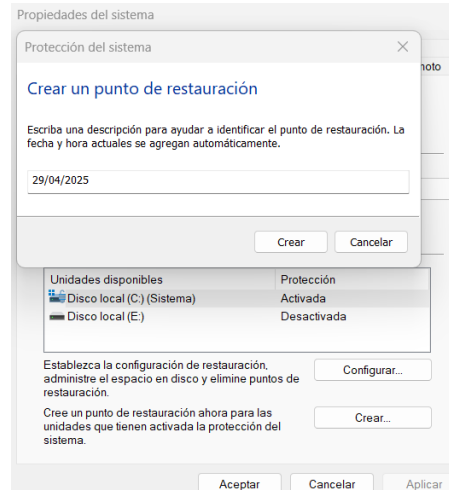 Propiedades del sistema
Protección del sistema
noto
Crear un punto de restauración
Escriba una descripción para ayudar a identificar el punto de restauración. La
fecha y hora actuales se agregan automáticamente.
29/04/2025
Crear Cancelar
Unidades disponibles Protección
Disco local (C:) (Sistema) Activada
Disco local (E:) Desactivada
Establezca la configuración de restauración,
administre el espacio en disco y elimine puntos de
restauración.
Configurar...
Cree un punto de restauración ahora para las
unidades que tienen activada la protección del
sistema.
Crear...
Aceptar Cancelar Aplicar